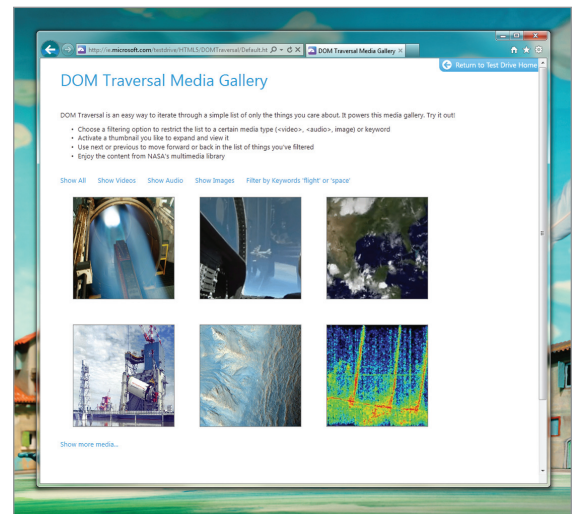 http://ie.microsoft.com/testdrive/HTML5/DOMTraversal/Default.ht
DOM Traversal Media Gallery
Return to Test Drive Home
DOM Traversal Media Gallery
DOM Traversal is an easy way to iterate through a simple list of only the things you care about. It powers this media gallery. Try it out!
• Choose a filtering option to restrict the list to a certain media type (<video>, <audio>, image) or keyword
• Activate a thumbnail you like to expand and view it
• Use next or previous to move forward or back in the list of things you've filtered
• Enjoy the content from NASA's multimedia library
Show All Show Videos Show Audio Show Images Filter by Keywords 'flight' or 'space'
Show more media...